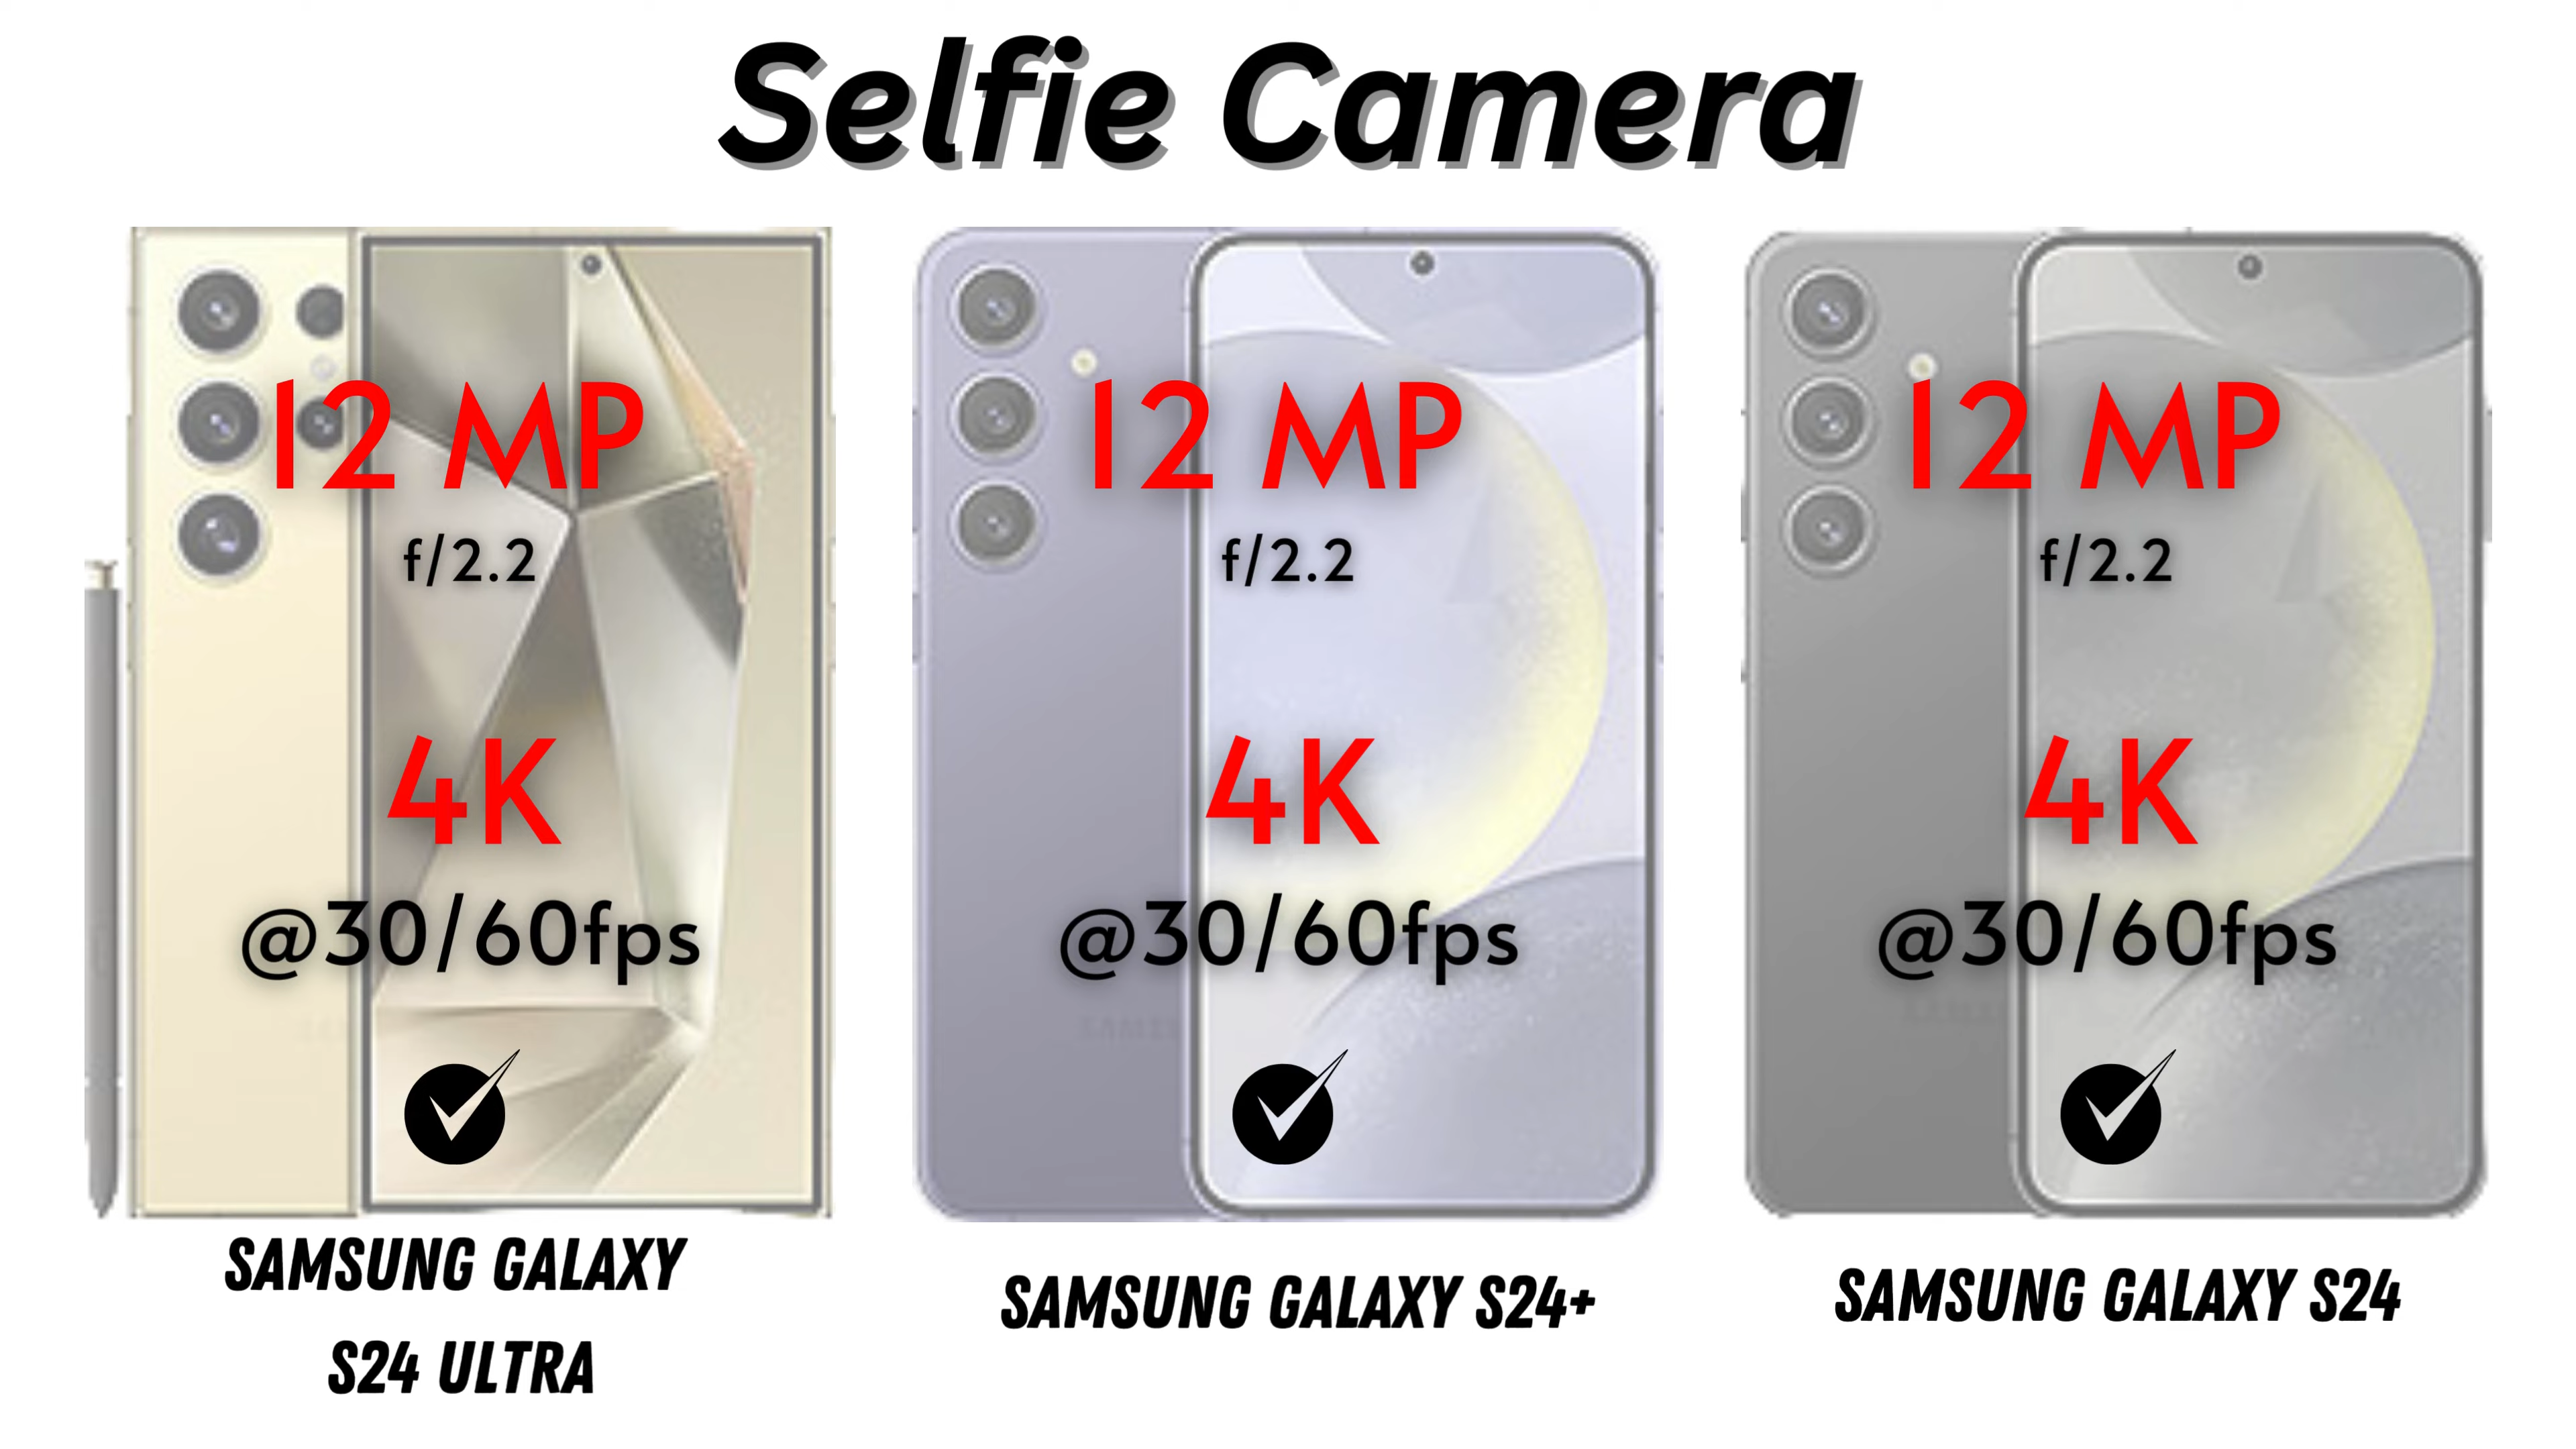 Selfie Camera
12 MP
f/2.2
4K
@30/60fps
SAMSUNG GALAXY
S24 ULTRA
12 MP
f/2.2
4K
@30/60fps
SAMSUNG GALAXY S24+
12 MP
f/2.2
4K
@30/60fps
SAMSUNG GALAXY S24